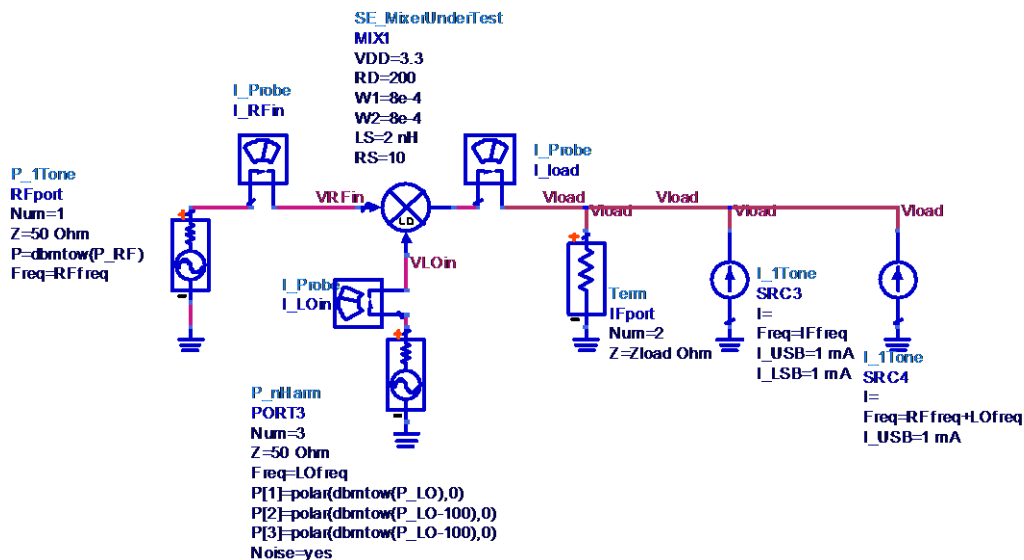 SE_MixerUnderTest
MIX1
VDD=3.3
RD=200
W1=8e-4
W2=8e-4
LS=2 nH
RS=10
I_Probe
I_RFin
I_Probe
I_load
P_1Tone
RFport
Num=1
Z=50 Ohm
P=dbmtow(P_RF)
Freq=RFfreq
VRFin
LO
Vload
Vload
Vload
Vload
Vload
VLOin
I_Probe
I_LOin
Term
IFport
Num=2
Z=Zload Ohm
I_1Tone
SRC3
I=
Freq=IFfreq
I_USB=1 mA
I_LSB=1 mA
I_1Tone
SRC4
I=
Freq=RFfreq+LOfreq
I_USB=1 mA
P_nHarm
PORT3
Num=3
Z=50 Ohm
Freq=LOfreq
P[1]=polar(dbmtow(P_LO),0)
P[2]=polar(dbmtow(P_LO-100),0)
P[3]=polar(dbmtow(P_LO-100),0)
Noise=yes